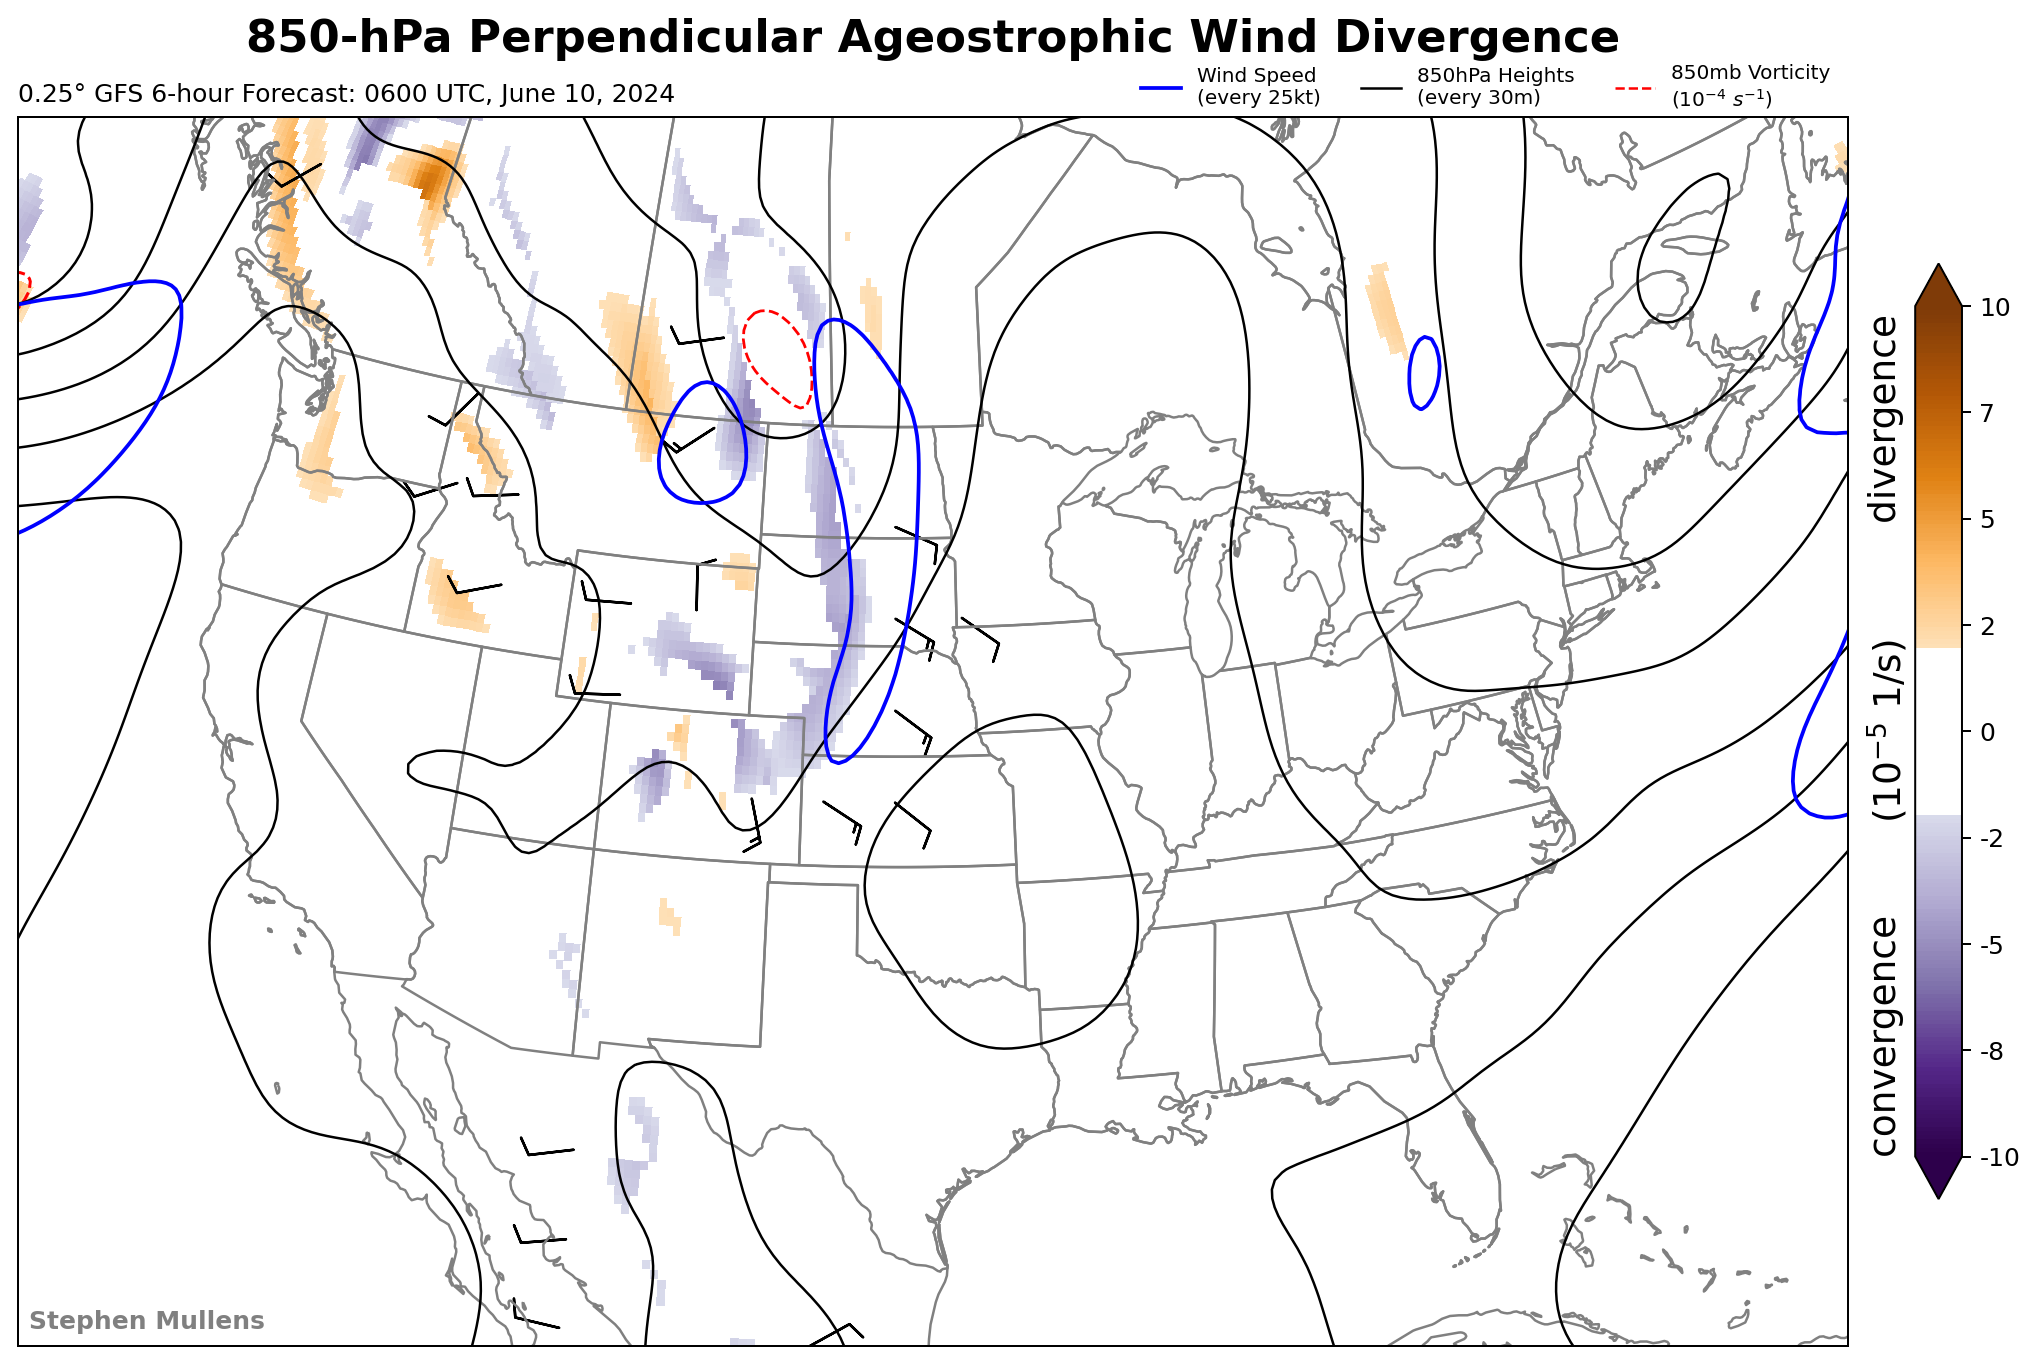 850-hPa Perpendicular Ageostrophic Wind Divergence
0.25° GFS 6-hour Forecast: 0600 UTC, June 10, 2024
Wind Speed
(every 25kt)
850hPa Heights
(every 30m)
850mb Vorticity
(10⁻⁴ s⁻¹)
10
7
5
2
0
-2
-5
-8
-10
convergence (10⁻⁵ 1/s) divergence
Stephen Mullens